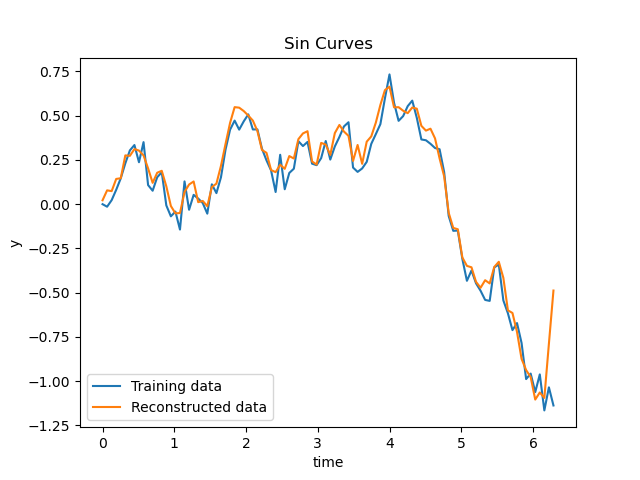 Sin Curves
0.75
0.50
0.25
0.00
−0.25
−0.50
−0.75
−1.00
−1.25
y
Training data
Reconstructed data
0 1 2 3 4 5 6
time